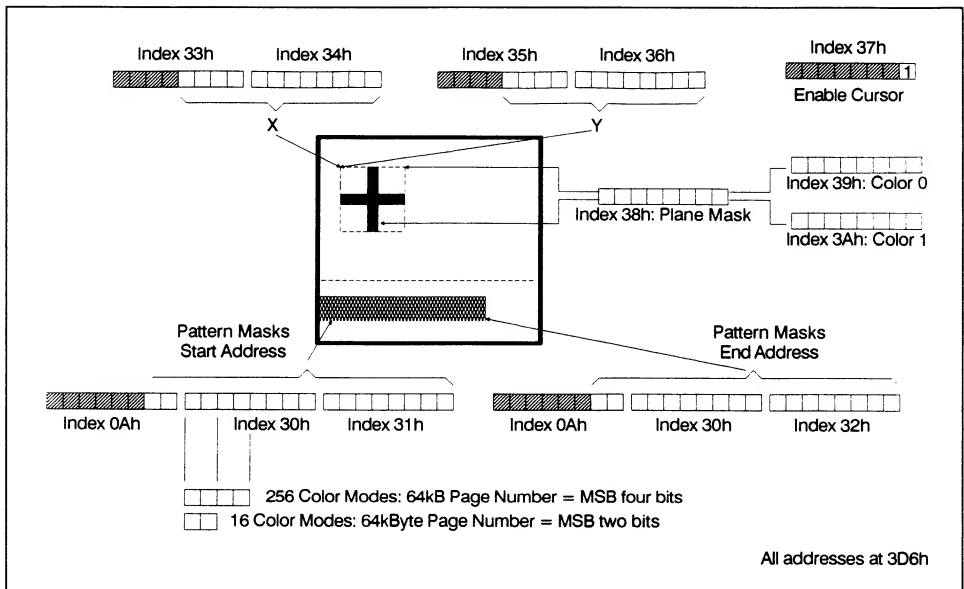 Index 33h
Index 34h
Index 35h
Index 36h
Index 37h
1
Enable Cursor
X
Y
Index 39h: Color 0
Index 38h: Plane Mask
Index 3Ah: Color 1
Pattern Masks
Start Address
Pattern Masks
End Address
Index 0Ah
Index 30h
Index 31h
Index 0Ah
Index 30h
Index 32h
256 Color Modes: 64kB Page Number = MSB four bits
16 Color Modes: 64kByte Page Number = MSB two bits
All addresses at 3D6h